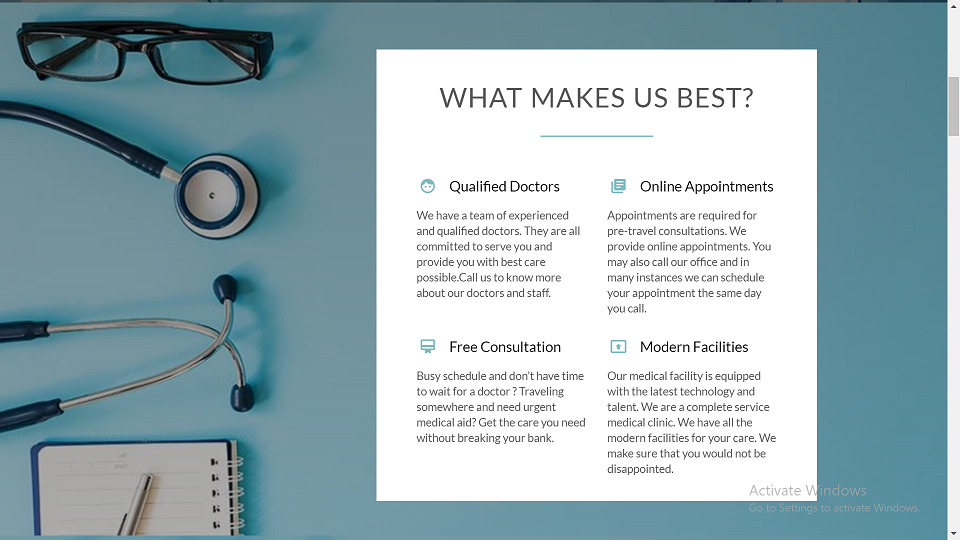 WHAT MAKES US BEST?
Qualified Doctors
We have a team of experienced
and qualified doctors. They are all
committed to serve you and
provide you with best care
possible.Call us to know more
about our doctors and staff.
Online Appointments
Appointments are required for
pre-travel consultations. We
provide online appointments. You
may also call our office and in
many instances we can schedule
your appointment the same day
you call.
Free Consultation
Busy schedule and don't have time
to wait for a doctor ? Traveling
somewhere and need urgent
medical aid? Get the care you need
without breaking your bank.
Modern Facilities
Our medical facility is equipped
with the latest technology and
talent. We are a complete service
medical clinic. We have all the
modern facilities for your care. We
make sure that you would not be
disappointed.
Activate Windows
Go to Settings to activate Windows.